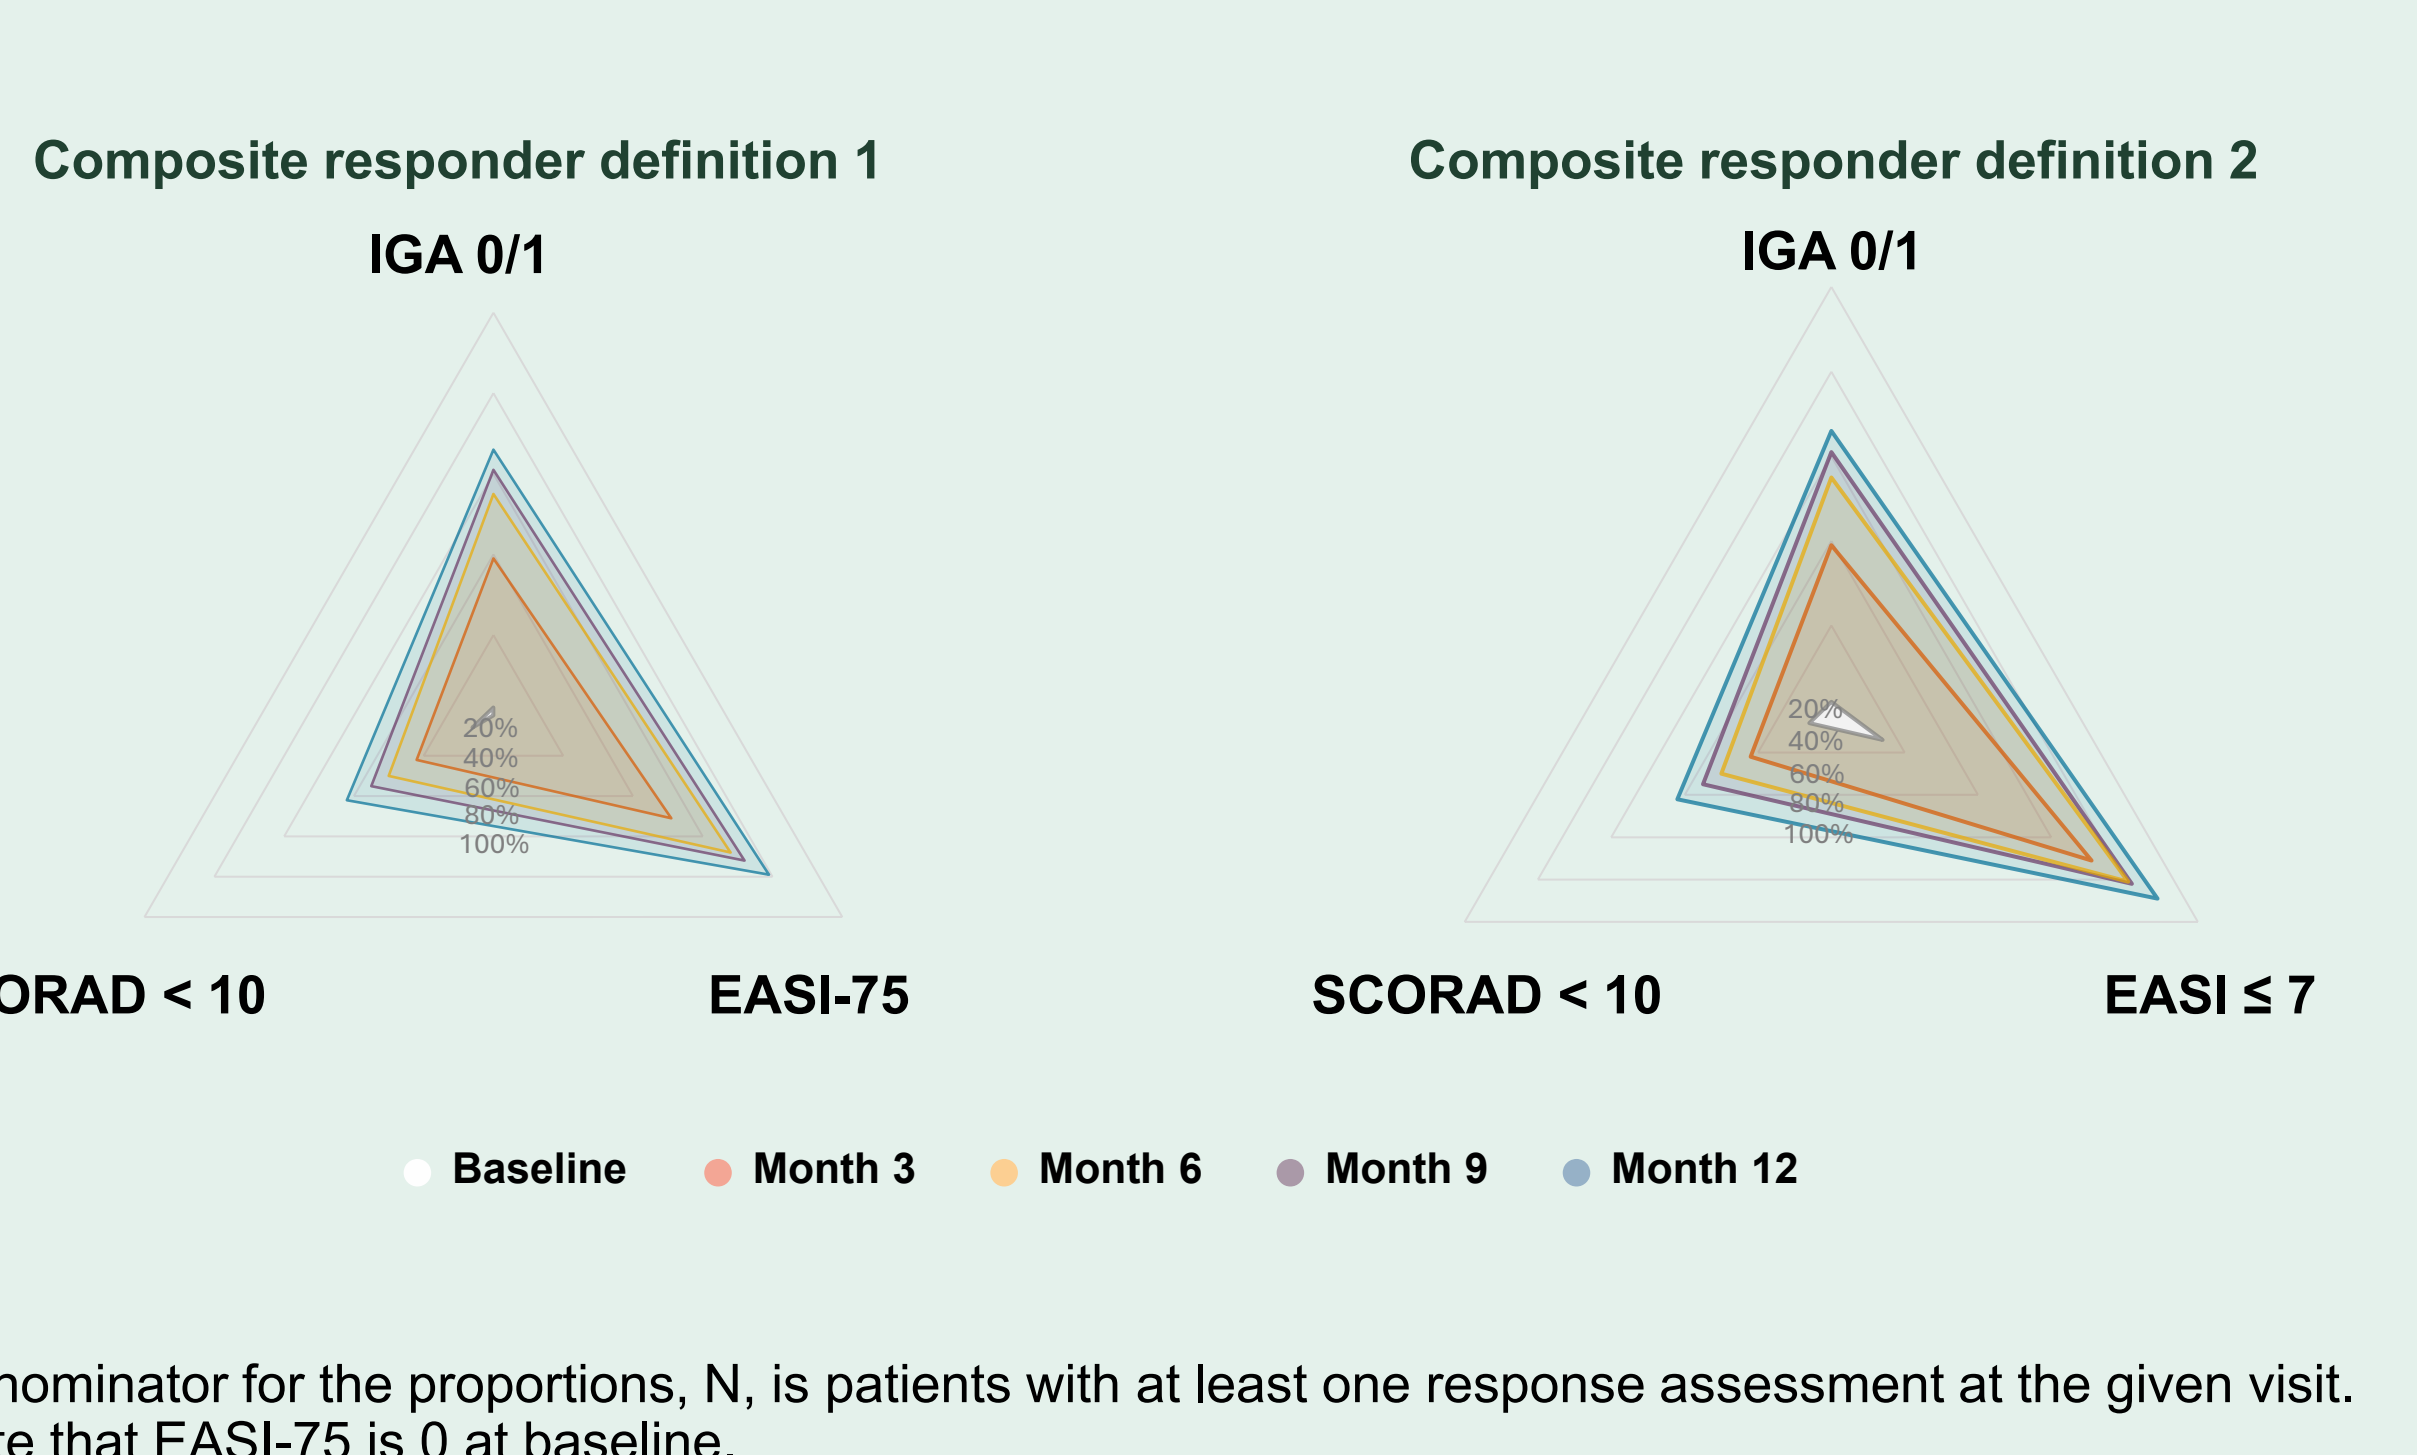 Composite responder definition 1
IGA 0/1
20%
40%
60%
80%
100%
ORAD < 10
EASI-75
Composite responder definition 2
IGA 0/1
20%
40%
60%
80%
100%
SCORAD < 10
EASI ≤ 7
Baseline Month 3 Month 6 Month 9 Month 12
nominator for the proportions, N, is patients with at least one response assessment at the given visit.
re that EASI-75 is 0 at baseline.